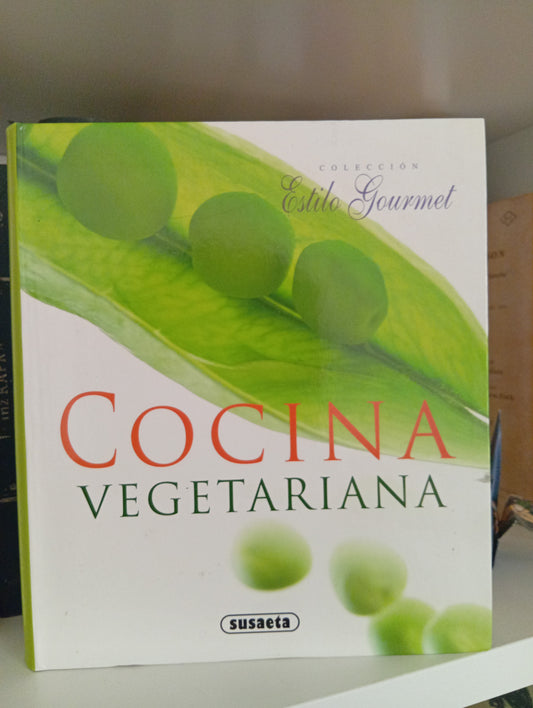 COLECCIÓN
Estilo Gourmet
COCINA
VEGETARIANA
susaeta